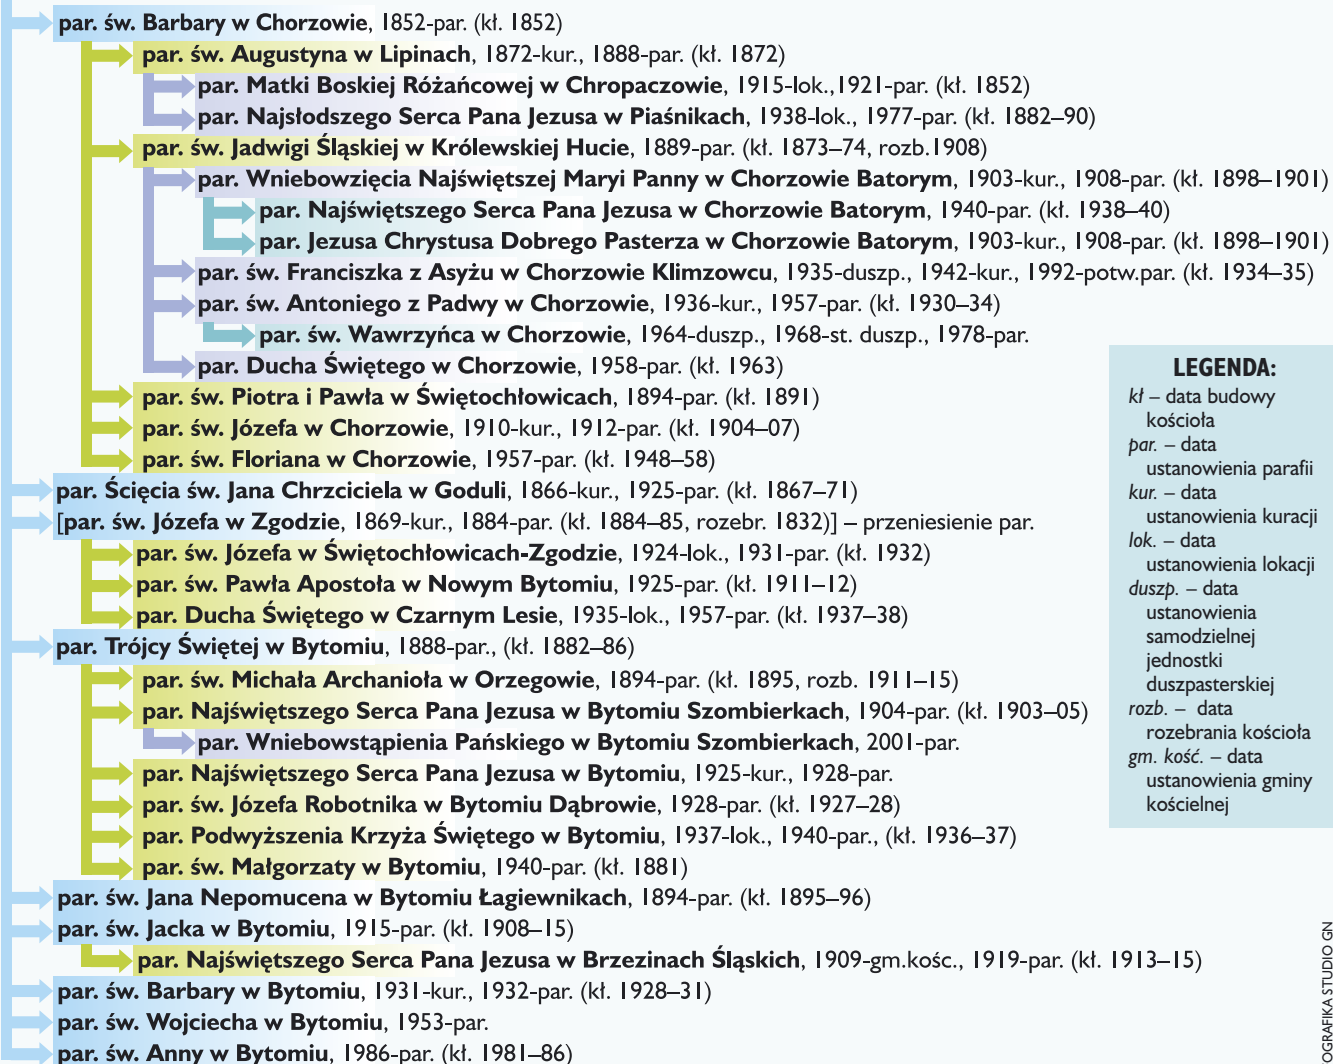 par. św. Barbary w Chorzowie, 1852-par. (kł. 1852)
par. św. Augustyna w Lipinach, 1872-kur., 1888-par. (kł. 1872)
par. Matki Boskiej Różańcowej w Chropaczowie, 1915-lok.,1921-par. (kł. 1852)
par. Najsłodszego Serca Pana Jezusa w Piaśnikach, 1938-lok., 1977-par. (kł. 1882–90)
par. św. Jadwigi Śląskiej w Królewskiej Hucie, 1889-par. (kł. 1873–74, rozb.1908)
par. Wniebowzięcia Najświętszej Maryi Panny w Chorzowie Batorym, 1903-kur., 1908-par. (kł. 1898–1901)
par. Najświętszego Serca Pana Jezusa w Chorzowie Batorym, 1940-par. (kł. 1938–40)
par. Jezusa Chrystusa Dobrego Pasterza w Chorzowie Batorym, 1903-kur., 1908-par. (kł. 1898–1901)
par. św. Franciszka z Asyżu w Chorzowie Klimzowcu, 1935-duszp., 1942-kur., 1992-potw.par. (kł. 1934–35)
par. św. Antoniego z Padwy w Chorzowie, 1936-kur., 1957-par. (kł. 1930–34)
par. św. Wawrzyńca w Chorzowie, 1964-duszp., 1968-st. duszp., 1978-par.
par. Ducha Świętego w Chorzowie, 1958-par. (kł. 1963)
par. św. Piotra i Pawła w Świętochłowicach, 1894-par. (kł. 1891)
par. św. Józefa w Chorzowie, 1910-kur., 1912-par. (kł. 1904–07)
par. św. Floriana w Chorzowie, 1957-par. (kł. 1948–58)
par. Ścięcia św. Jana Chrzciciela w Goduli, 1866-kur., 1925-par (kł. 1867–71)
[par. św. Józefa w Zgodzie, 1869-kur., 1884-par. (kł. 1884–85, rozebr. 1832)] – przeniesienie par.
par. św. Józefa w Świętochłowicach-Zgodzie, 1924-lok., 1931-par. (kł. 1932)
par. św. Pawła Apostoła w Nowym Bytomiu, 1925-par. (kł. 1911–12)
par. Ducha Świętego w Czarnym Lesie, 1935-lok., 1957-par. (kł. 1937–38)
par. Trójcy Świętej w Bytomiu, 1888-par., (kł. 1882–86)
par. św. Michała Archanioła w Orzegowie, 1894-par. (kł. 1895, rozb. 1911–15)
par. Najświętszego Serca Pana Jezusa w Bytomiu Szombierkach, 1904-par. (kł. 1903–05)
par. Wniebowstąpienia Pańskiego w Bytomiu Szombierkach, 2001-par.
par. Najświętszego Serca Pana Jezusa w Bytomiu, 1925-kur., 1928-par.
par. św. Józefa Robotnika w Bytomiu Dąbrowie, 1928-par. (kł. 1927–28)
par. Podwyższenia Krzyża Świętego w Bytomiu, 1937-lok., 1940-par., (kł. 1936–37)
par. św. Małgorzaty w Bytomiu, 1940-par. (kł. 1881)
par. św. Jana Nepomucena w Bytomiu Łagiewnikach, 1894-par. (kł. 1895–96)
par. św. Jacka w Bytomiu, 1915-par. (kł. 1908–15)
par. Najświętszego Serca Pana Jezusa w Brzezinach Śląskich, 1909-gm.kośc., 1919-par. (kł. 1913–15)
par. św. Barbary w Bytomiu, 1931-kur., 1932-par. (kł. 1928–31)
par. św. Wojciecha w Bytomiu, 1953-par.
par. św. Anny w Bytomiu, 1986-par. (kł. 1981–86)
LEGENDA:
kł – data budowy
kościoła
par. – data
ustanowienia parafii
kur. – data
ustanowienia kuracji
lok. – data
ustanowienia lokacji
duszp. – data
ustanowienia
samodzielnej
jednostki
duszpasterskiej
rozb. – data
rozebrania kościoła
gm. kość. – data
ustanowienia gminy
kościelnej
OGRAFIKA STUDIO GN